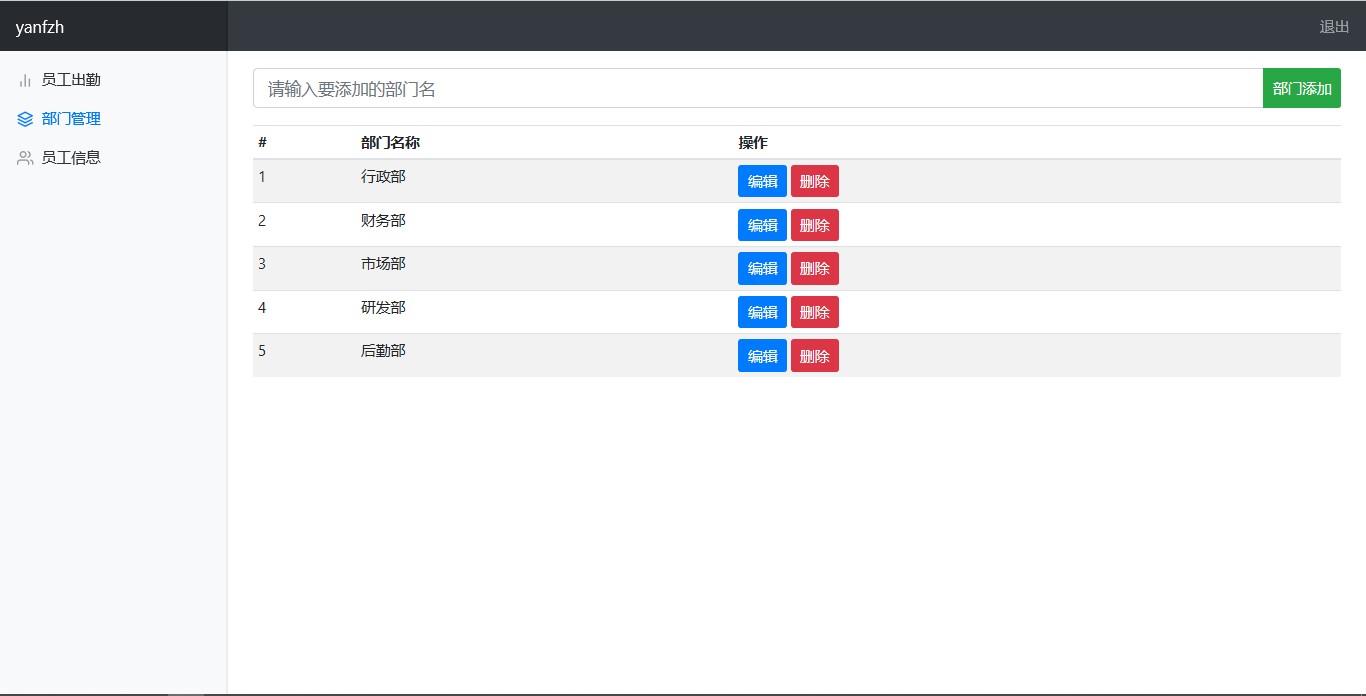 yanfzh
退出
员工出勤
部门管理
员工信息
请输入要添加的部门名 部门添加
# 部门名称 操作
1 行政部 编辑 删除
2 财务部 编辑 删除
3 市场部 编辑 删除
4 研发部 编辑 删除
5 后勤部 编辑 删除